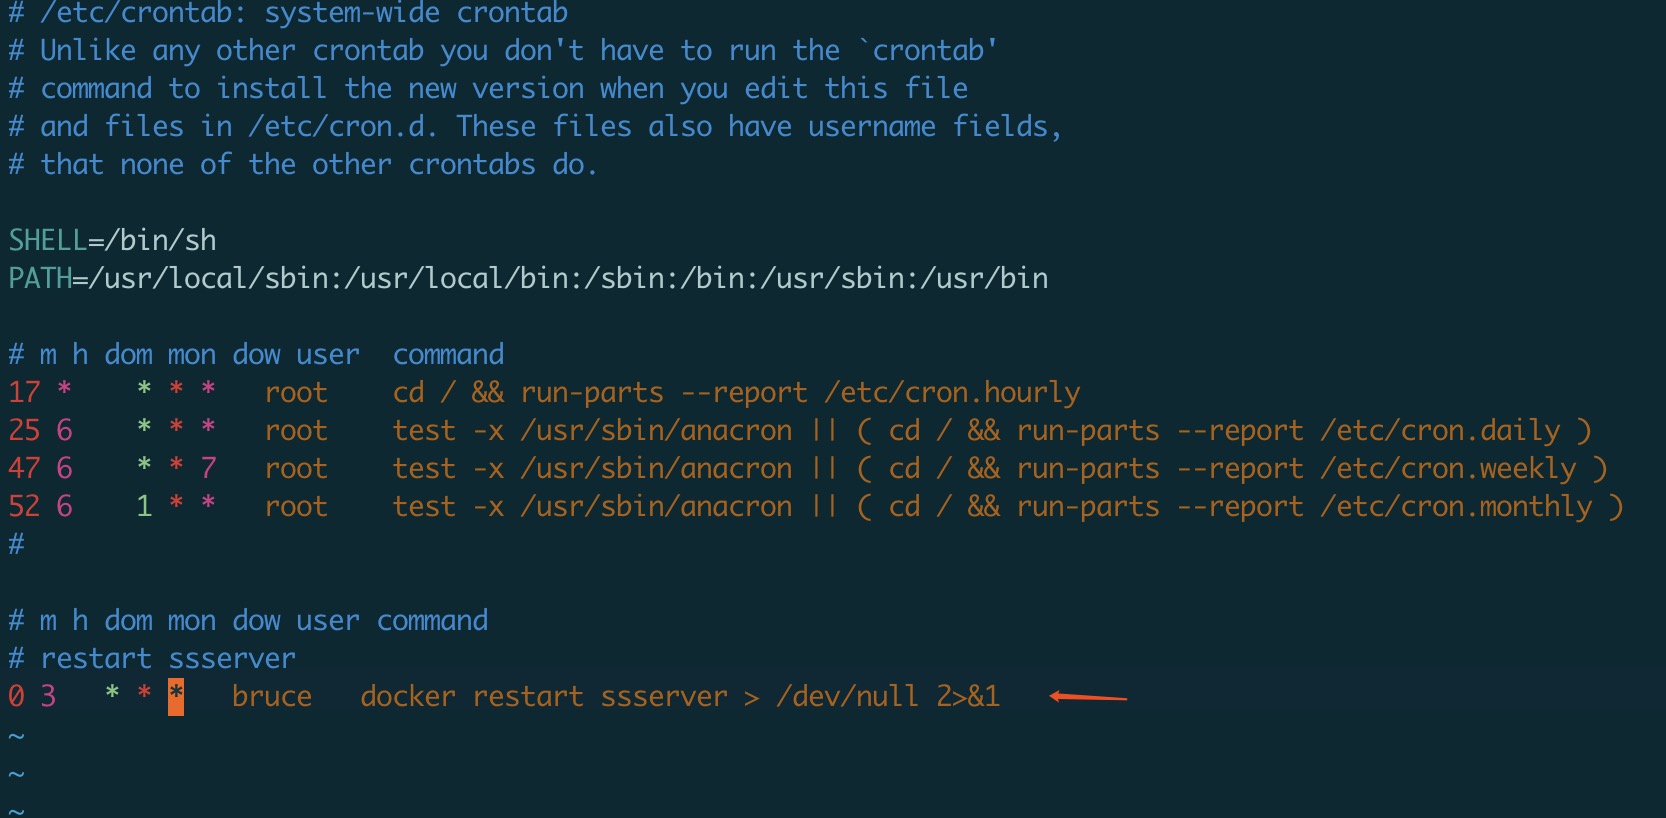 # /etc/crontab: system-wide crontab
# Unlike any other crontab you don't have to run the `crontab'
# command to install the new version when you edit this file
# and files in /etc/cron.d. These files also have username fields,
# that none of the other crontabs do.
SHELL=/bin/sh
PATH=/usr/local/sbin:/usr/local/bin:/sbin:/bin:/usr/sbin:/usr/bin
# m h dom mon dow user  command
17 *    * * *   root    cd / && run-parts --report /etc/cron.hourly
25 6    * * *   root    test -x /usr/sbin/anacron || ( cd / && run-parts --report /etc/cron.daily )
47 6    * * 7   root    test -x /usr/sbin/anacron || ( cd / && run-parts --report /etc/cron.weekly )
52 6    1 * *   root    test -x /usr/sbin/anacron || ( cd / && run-parts --report /etc/cron.monthly )
#
# m h dom mon dow user command
# restart ssserver
0 3   * * *   bruce   docker restart ssserver > /dev/null 2>&1
~
~
~